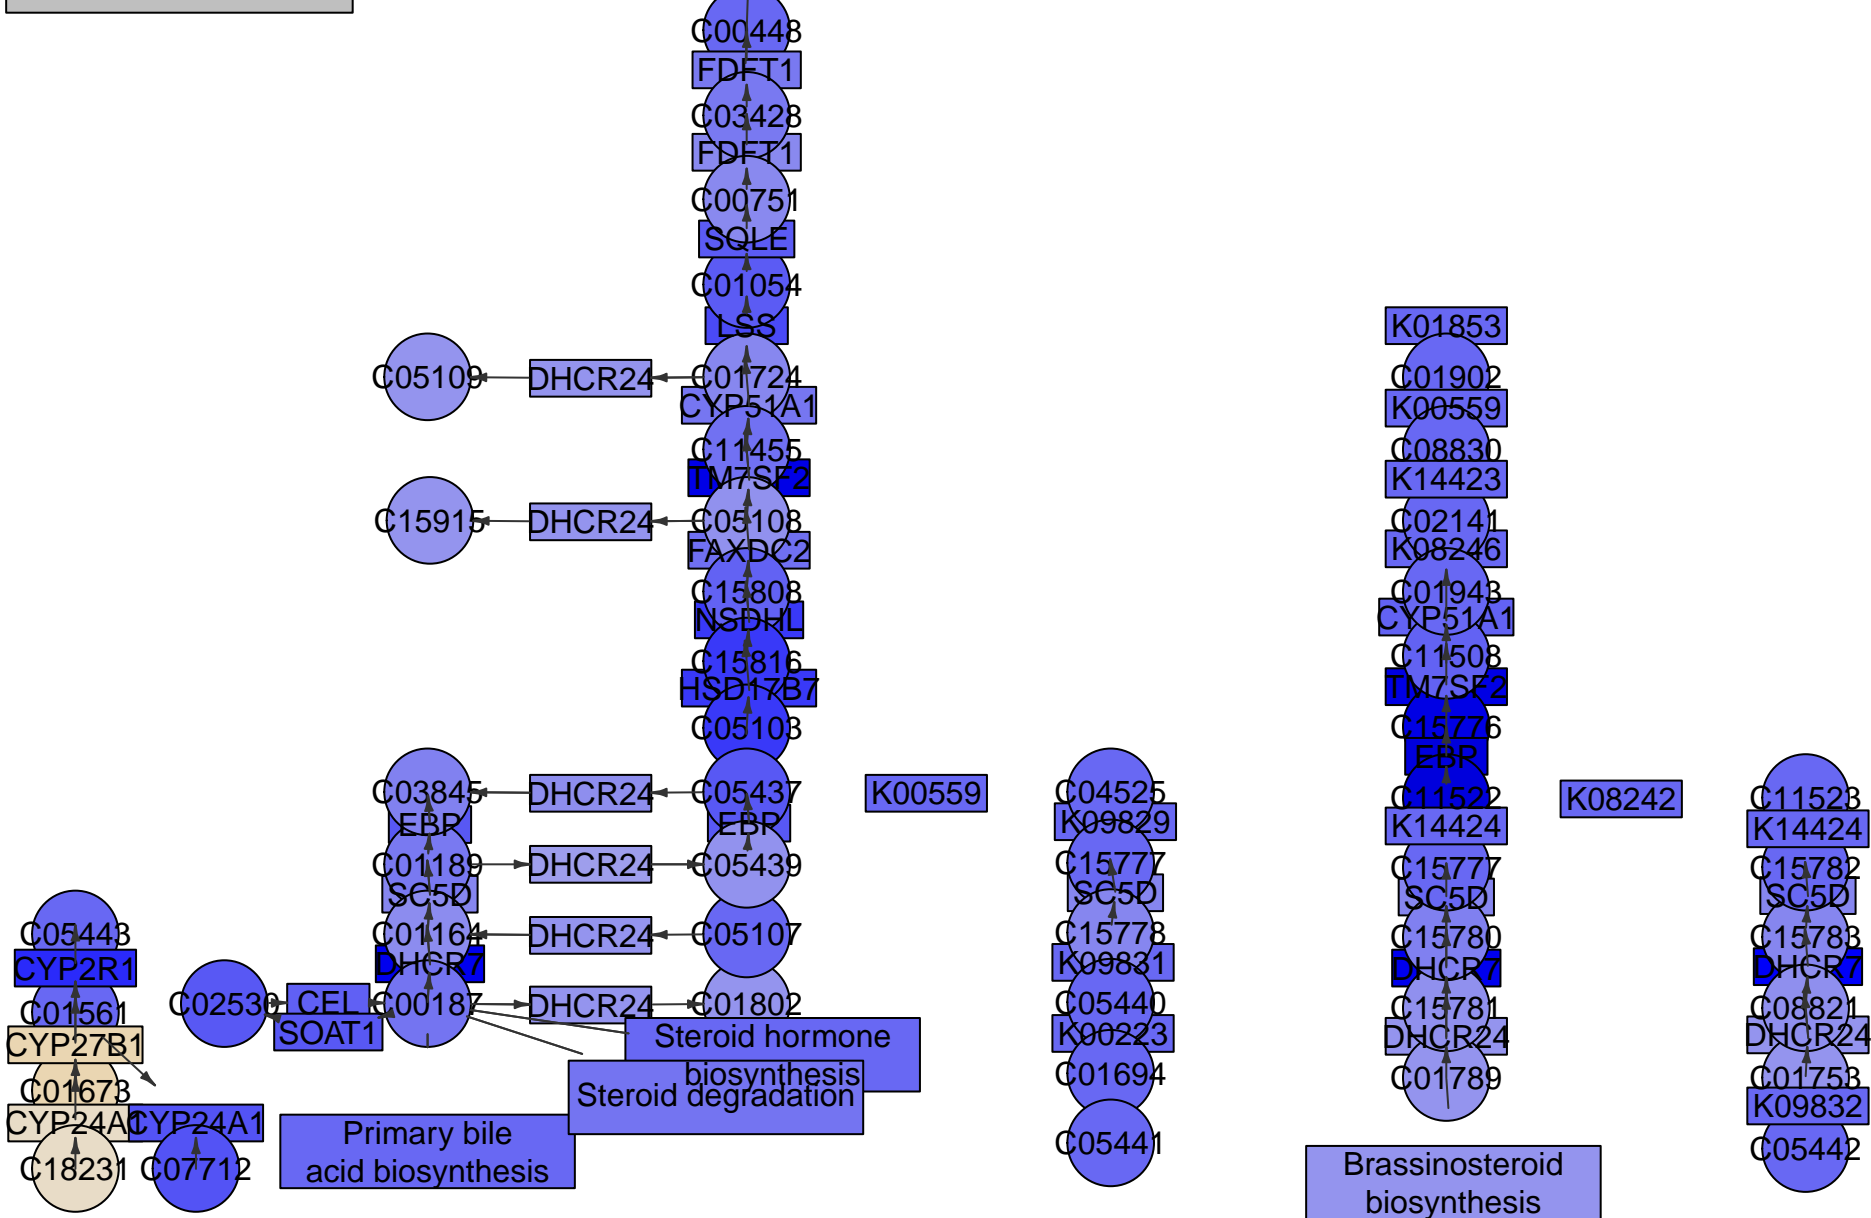 C00448
FDFT1
C03428
FDFT1
C00751
SQLE
C01054
LSS
C05109
DHCR24
C01724
CYP51A1
C11455
TM7SF2
C15915
DHCR24
C05108
FAXDC2
C15808
NSDHL
C15816
HSD17B7
C05103
C03845
DHCR24
C05437
EBP
EBP
C01189
DHCR24
C05439
SC5D
C01164
DHCR24
C05107
DHCR7
C02530
CEL
SOAT1
C00187
DHCR24
C01802
Steroid hormone
biosynthesis
Steroid degradation
Primary bile
acid biosynthesis
C05443
CYP2R1
C01561
CYP27B1
C01673
CYP24A1
CYP24A1
C18231
C07712
K00559
C04525
K09829
C15777
SC5D
C15778
K09831
C05440
K00223
C01694
C05441
K01853
C01902
K00559
C08830
K14423
C02141
K08246
C01943
CYP51A1
C11508
TM7SF2
C15776
EBP
C11522
K14424
C15777
SC5D
C15780
DHCR7
C15781
DHCR24
C01789
Brassinosteroid
biosynthesis
K08242
C11523
K14424
C15782
SC5D
C15783
DHCR7
C08821
DHCR24
C01753
K09832
C05442